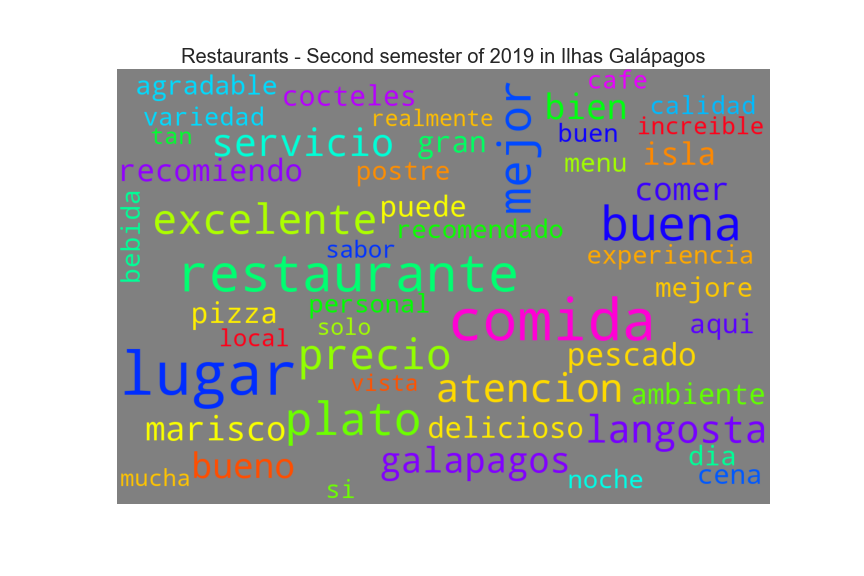 Restaurants - Second semester of 2019 in Ilhas Galápagos
agradable
cocteles
cafe
variedad
realmente
mejor
bien
calidad
tan
servicio
gran
buen
increible
recomiendo
postre
menu
isla
bebida
excelente
puede
comer
recomendado
buena
sabor
experiencia
restaurante
mejore
pizza
personal
comida
aqui
local
solo
precio
pescado
lugar
vista
atencion
ambiente
marisco
plato
delicioso
langosta
bueno
galapagos
dia
mucha
si
noche
cena